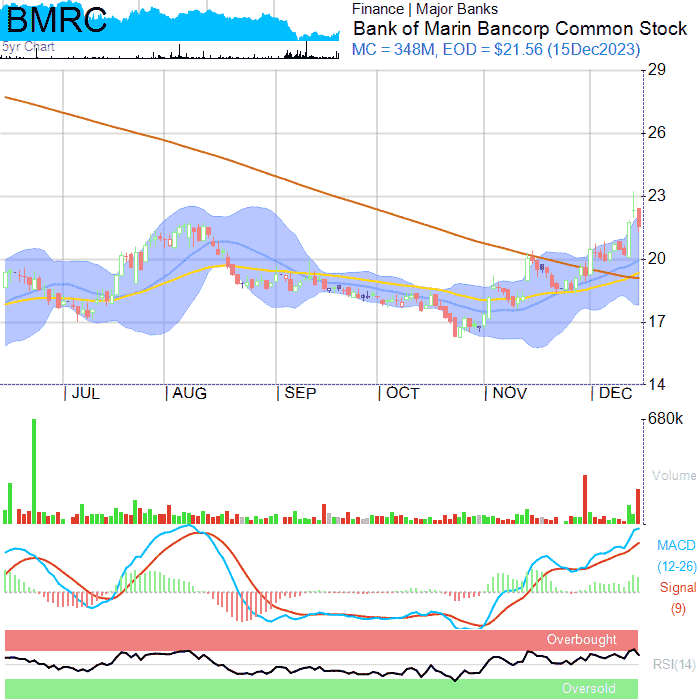 BMRC
5yr Chart
Finance | Major Banks
Bank of Marin Bancorp Common Stock
MC = 348M, EOD = $21.56 (15Dec2023)
29
26
23
20
17
14
| JUL | AUG | SEP | OCT | NOV | DEC
680k
Volume
MACD
(12-26)
Signal
(9)
Overbought
RSI(14)
Oversold